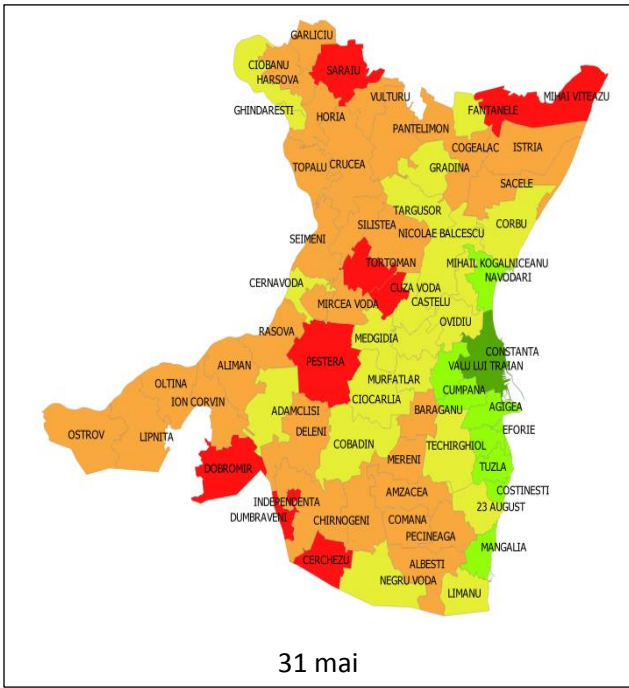 GARLICIU
CIOBANU
SARAIU
HARSOVA
MIHAI VITEAZU
VULTURU
GHINDARESTI
FANTANELE
HORIA
PANTELIMON
COGEALAC
ISTRIA
TOPALU
CRUCEA
GRADINA
SACELE
TARGUSOR
SILISTEA
CORBU
NICOLAE BALCESCU
SEIMENI
TORTOMAN
MIHAIL KOGALNICEANU
NAVODARI
CERNAVODA
CUZA VODA
MIRCEA VODA
CASTELU
OVIDIU
RASOVA
MEDGIDIA
CONSTANTA
PESTERA
VALU LUI TRAIAN
ALIMAN
MURFATLAR
OLTINA
CUMPANA
ION CORVIN
CIOCARLIA
ADAMCLISI
BARAGANU
AGIGEA
OSTROV
LIPNITA
DELENI
EFORIE
COBADIN
TECHIRGHIOL
MERENI
DOBROMIR
TUZLA
AMZACEA
COSTINESTI
INDEPENDENTA
23 AUGUST
DUMBRAVENI
CHIRNOGENI
COMANA
PECINEAGA
MANGALIA
CERCHEZU
ALBESTI
NEGRU VODA
LIMANU
31 mai